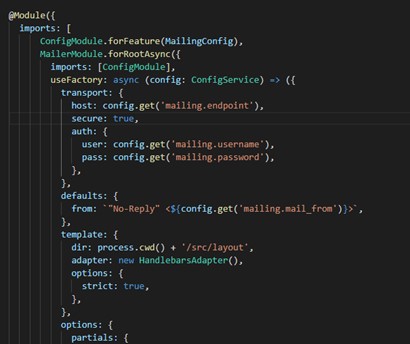 @Module({
imports: [
ConfigModule.forFeature(MailingConfig),
MailerModule.forRootAsync({
imports: [ConfigModule],
useFactory: async (config: ConfigService) => ({
transport: {
host: config.get('mailing.endpoint'),
secure: true,
auth: {
user: config.get('mailing.username'),
pass: config.get('mailing.password'),
},
},
defaults: {
from: `"No-Reply" <${config.get('mailing.mail_from')}>`,
},
template: {
dir: process.cwd() + '/src/layout',
adapter: new HandlebarsAdapter(),
options: {
strict: true,
},
},
options: {
partials: {